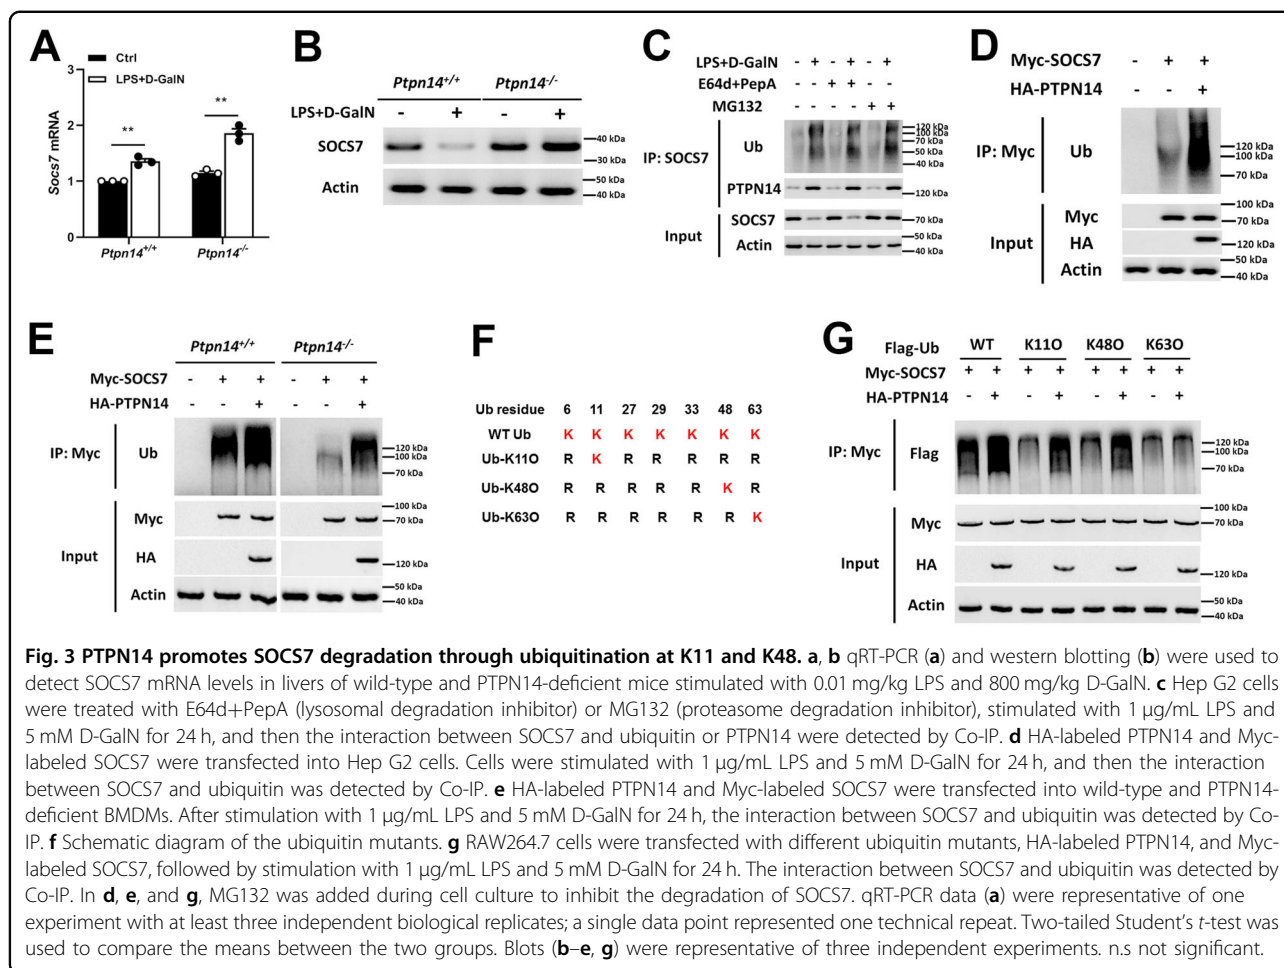 A
Ctrl
LPS+D-GalN
Socs7 mRNA
3
2
1
0
**
**
Ptpn14+/+
Ptpn14-/-
B
Ptpn14+/+ Ptpn14-/-
LPS+D-GalN - + - +
SOCS7
40 kDa
30 kDa
Actin
50 kDa
40 kDa
C
LPS+D-GalN - + - + - +
E64d+PepA - - + + - -
MG132 - - - - + +
IP: SOCS7
Ub
120 kDa
100 kDa
70 kDa
50 kDa
40 kDa
PTPN14
120 kDa
Input
SOCS7
70 kDa
Actin
50 kDa
40 kDa
D
Myc-SOCS7 - + +
HA-PTPN14 - - +
IP: Myc
Ub
120 kDa
100 kDa
70 kDa
Input
Myc
100 kDa
70 kDa
HA
120 kDa
Actin
50 kDa
40 kDa
E
Ptpn14+/+ Ptpn14-/-
Myc-SOCS7 - + + - + +
HA-PTPN14 - - + - - +
IP: Myc
Ub
120 kDa
100 kDa
70 kDa
Input
Myc
100 kDa
70 kDa
HA
120 kDa
Actin
50 kDa
40 kDa
F
Ub residue 6 11 27 29 33 48 63
WT Ub K K K K K K K
Ub-K11O R K R R R R R
Ub-K48O R R R R R K R
Ub-K63O R R R R R R K
G
Flag-Ub WT K11O K48O K63O
Myc-SOCS7 + + + + + + + +
HA-PTPN14 - + - + - + - +
IP: Myc
Flag
120 kDa
100 kDa
70 kDa
Input
Myc
100 kDa
70 kDa
HA
120 kDa
Actin
50 kDa
40 kDa
Fig. 3 PTPN14 promotes SOCS7 degradation through ubiquitination at K11 and K48. a, b qRT-PCR (a) and western blotting (b) were used to
detect SOCS7 mRNA levels in livers of wild-type and PTPN14-deficient mice stimulated with 0.01 mg/kg LPS and 800 mg/kg D-GalN. c Hep G2 cells
were treated with E64d+PepA (lysosomal degradation inhibitor) or MG132 (proteasome degradation inhibitor), stimulated with 1 µg/mL LPS and
5 mM D-GalN for 24 h, and then the interaction between SOCS7 and ubiquitin or PTPN14 were detected by Co-IP. d HA-labeled PTPN14 and Myc-
labeled SOCS7 were transfected into Hep G2 cells. Cells were stimulated with 1 µg/mL LPS and 5 mM D-GalN for 24 h, and then the interaction
between SOCS7 and ubiquitin was detected by Co-IP. e HA-labeled PTPN14 and Myc-labeled SOCS7 were transfected into wild-type and PTPN14-
deficient BMDMs. After stimulation with 1 µg/mL LPS and 5 mM D-GalN for 24 h, the interaction between SOCS7 and ubiquitin was detected by Co-
IP. f Schematic diagram of the ubiquitin mutants. g RAW264.7 cells were transfected with different ubiquitin mutants, HA-labeled PTPN14, and Myc-
labeled SOCS7, followed by stimulation with 1 µg/mL LPS and 5 mM D-GalN for 24 h. The interaction between SOCS7 and ubiquitin was detected by
Co-IP. In d, e, and g, MG132 was added during cell culture to inhibit the degradation of SOCS7. qRT-PCR data (a) were representative of one
experiment with at least three independent biological replicates; a single data point represented one technical repeat. Two-tailed Student's t-test was
used to compare the means between the two groups. Blots (b–e, g) were representative of three independent experiments. n.s not significant.